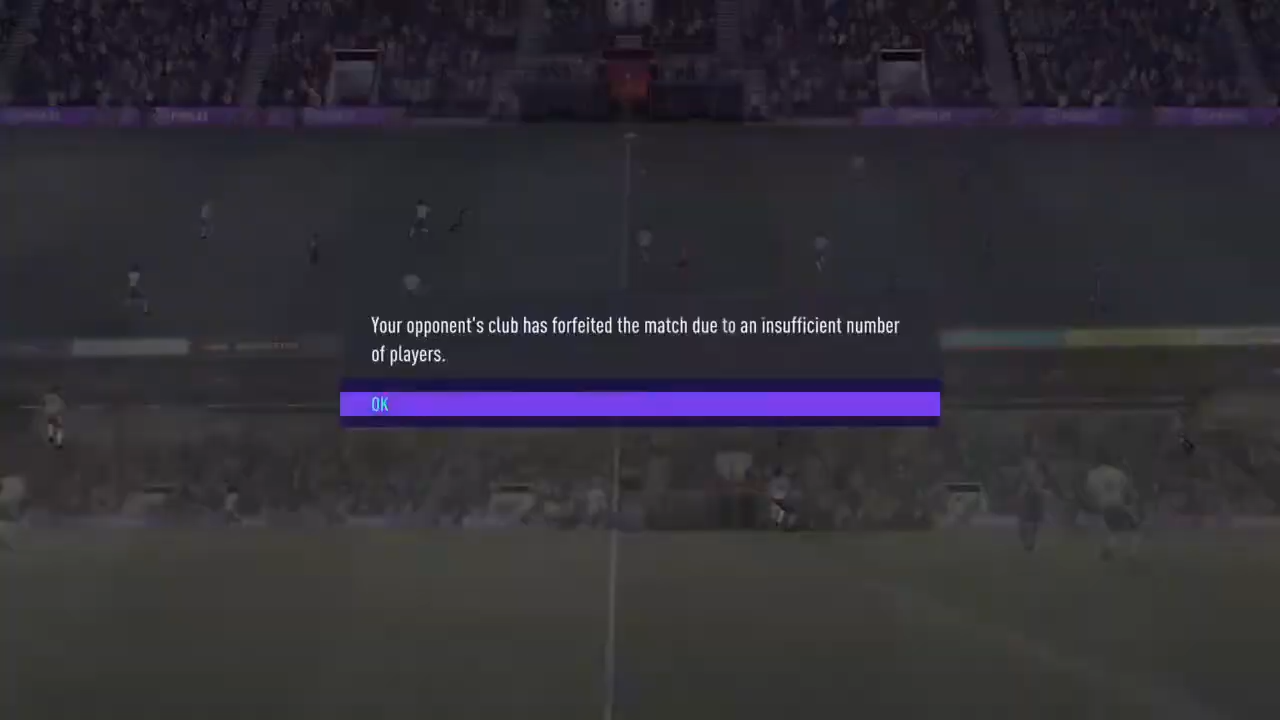 Your opponent's club has forfeited the match due to an insufficient number
of players.
OK